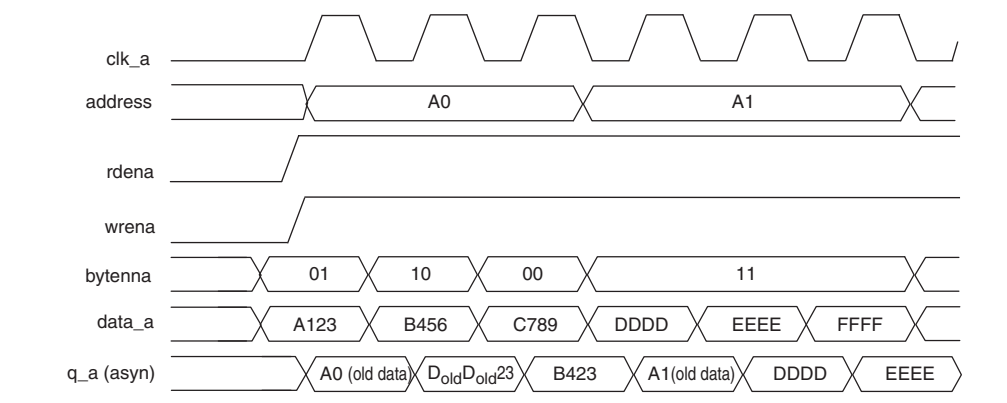 clk_a
address A0 A1
rdena
wrena
bytenna 01 10 00 11
data_a A123 B456 C789 DDDD EEEE FFFF
q_a (asyn) A0 (old data) DoldDold23 B423 A1(old data) DDDD EEEE